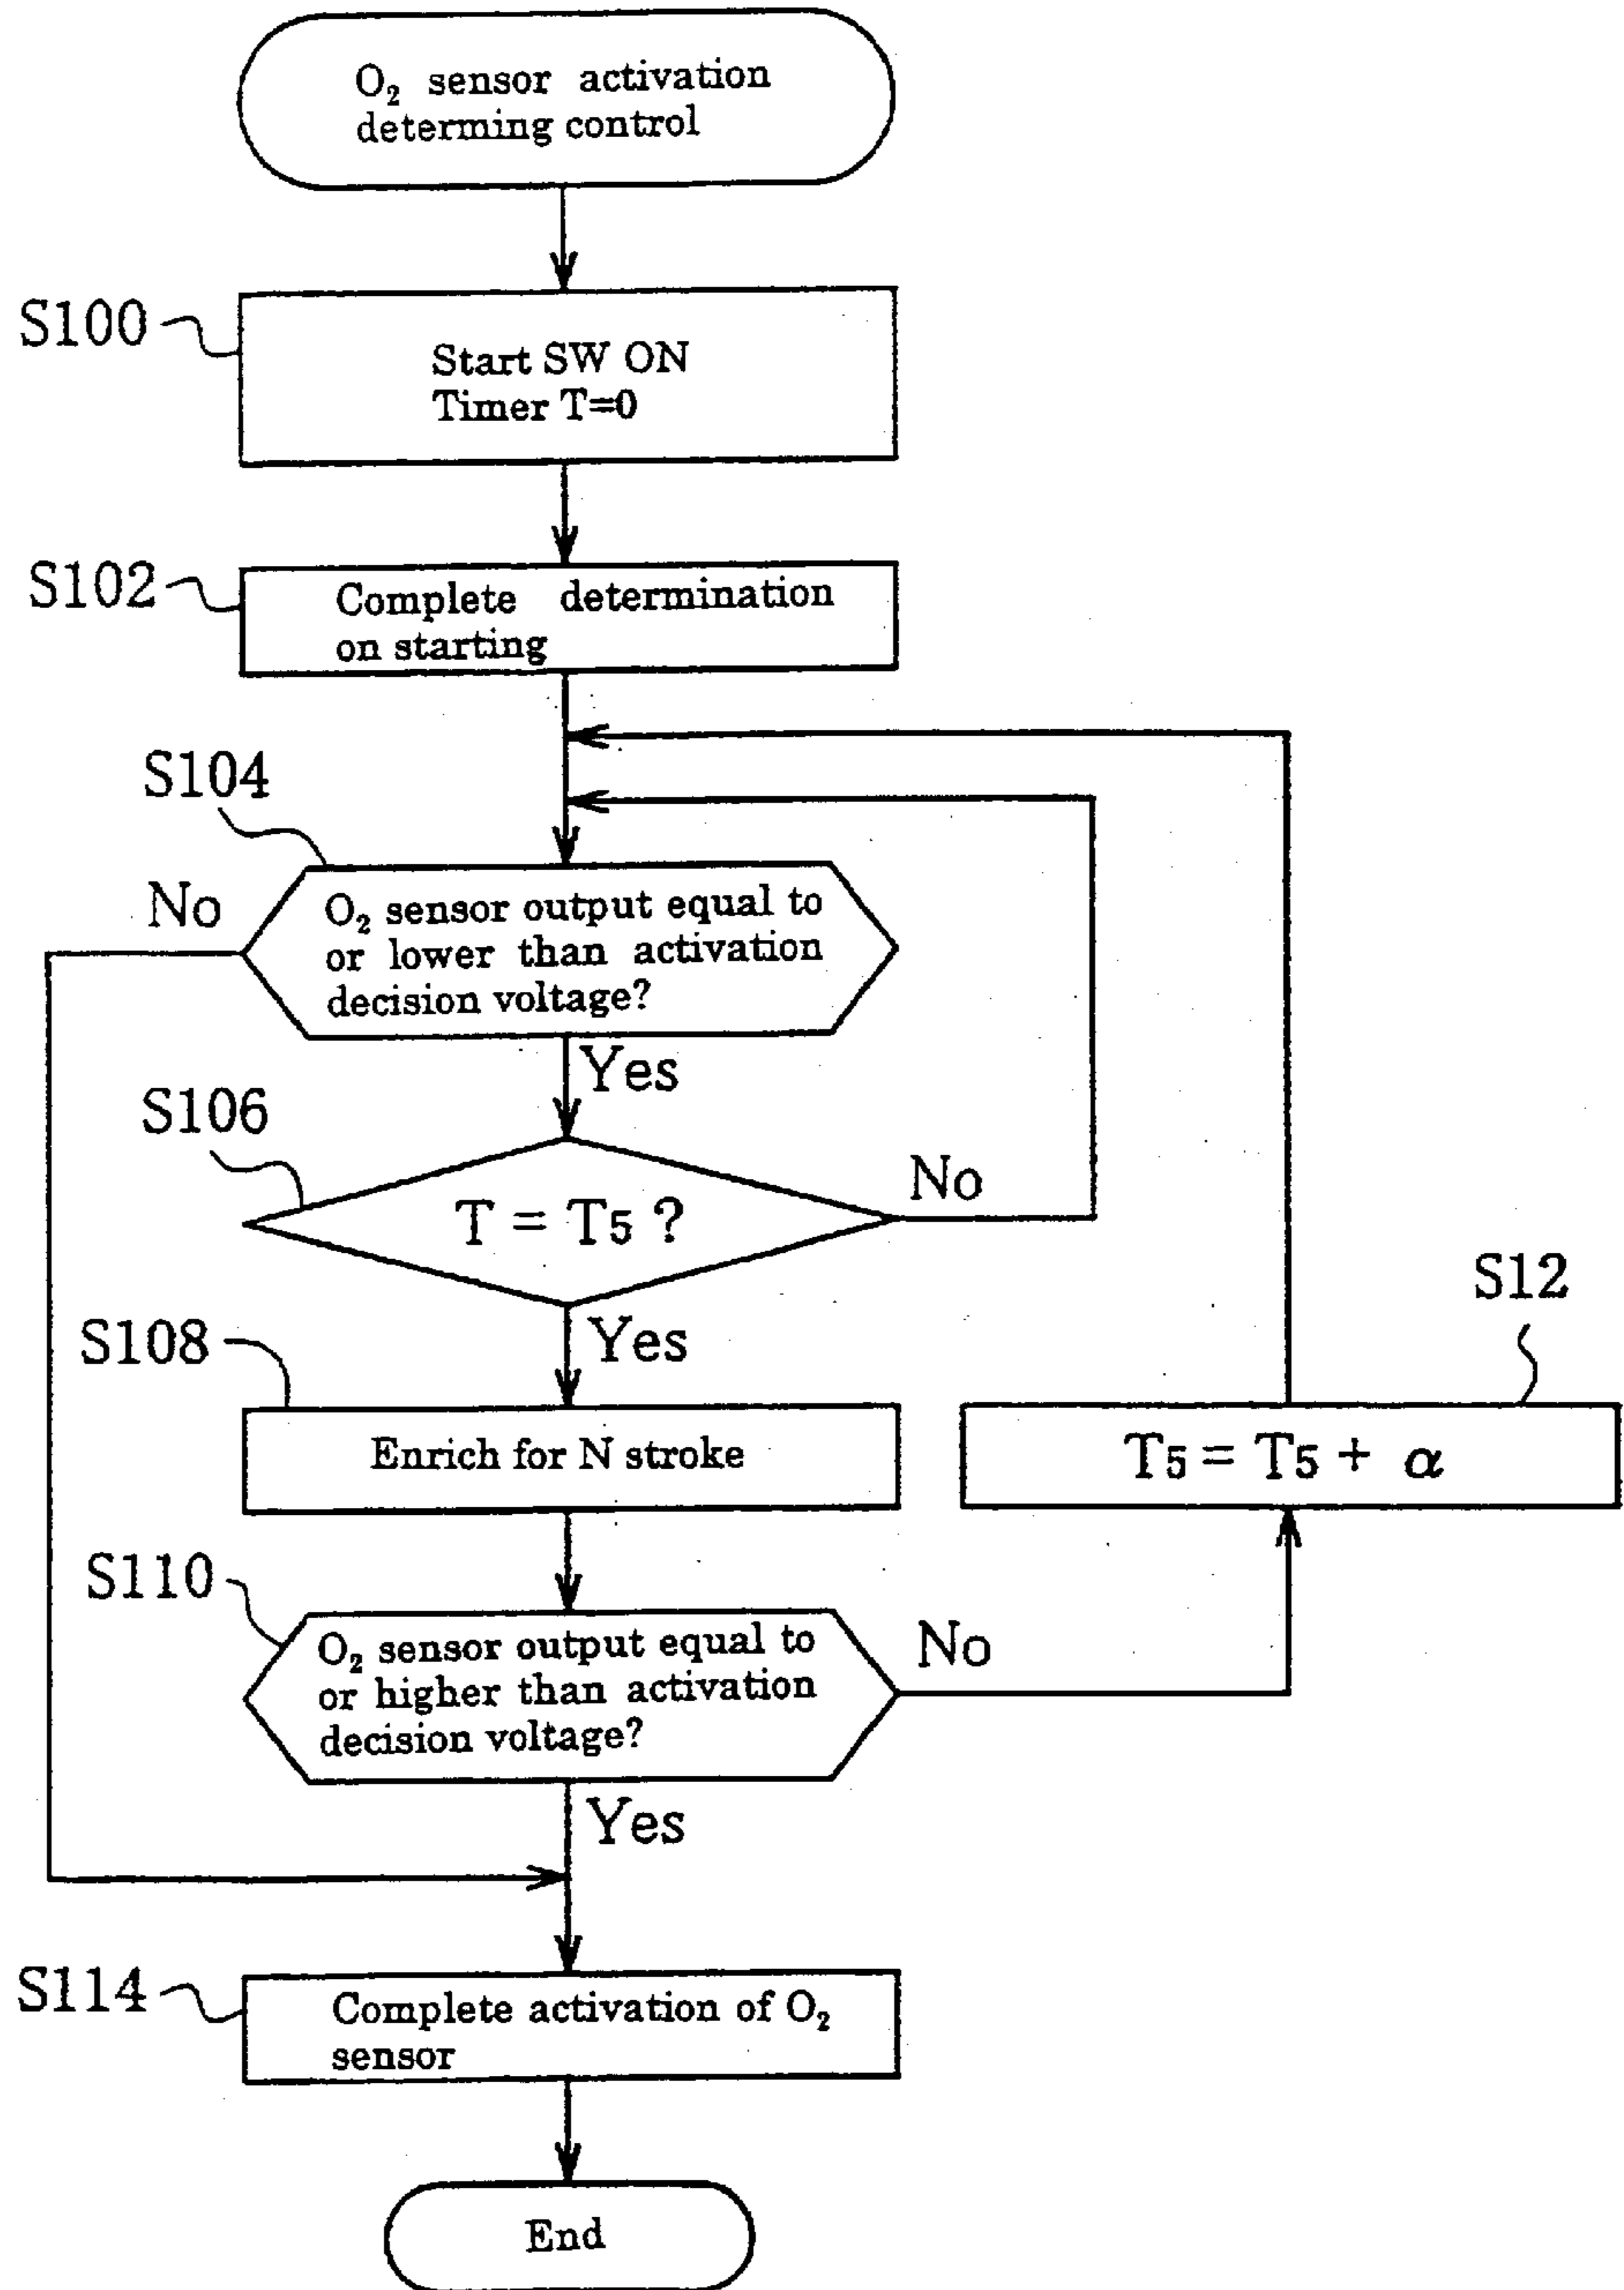 O₂ sensor activation
determing control
S100
Start SW ON
Timer T=0
S102
Complete determination
on starting
S104
No
O₂ sensor output equal to
or lower than activation
decision voltage?
Yes
S106
T = T5 ?
No
Yes
S108
Enrich for N stroke
S12
T5 = T5 + α
S110
O₂ sensor output equal to
or higher than activation
decision voltage?
No
Yes
S114
Complete activation of O₂
sensor
End